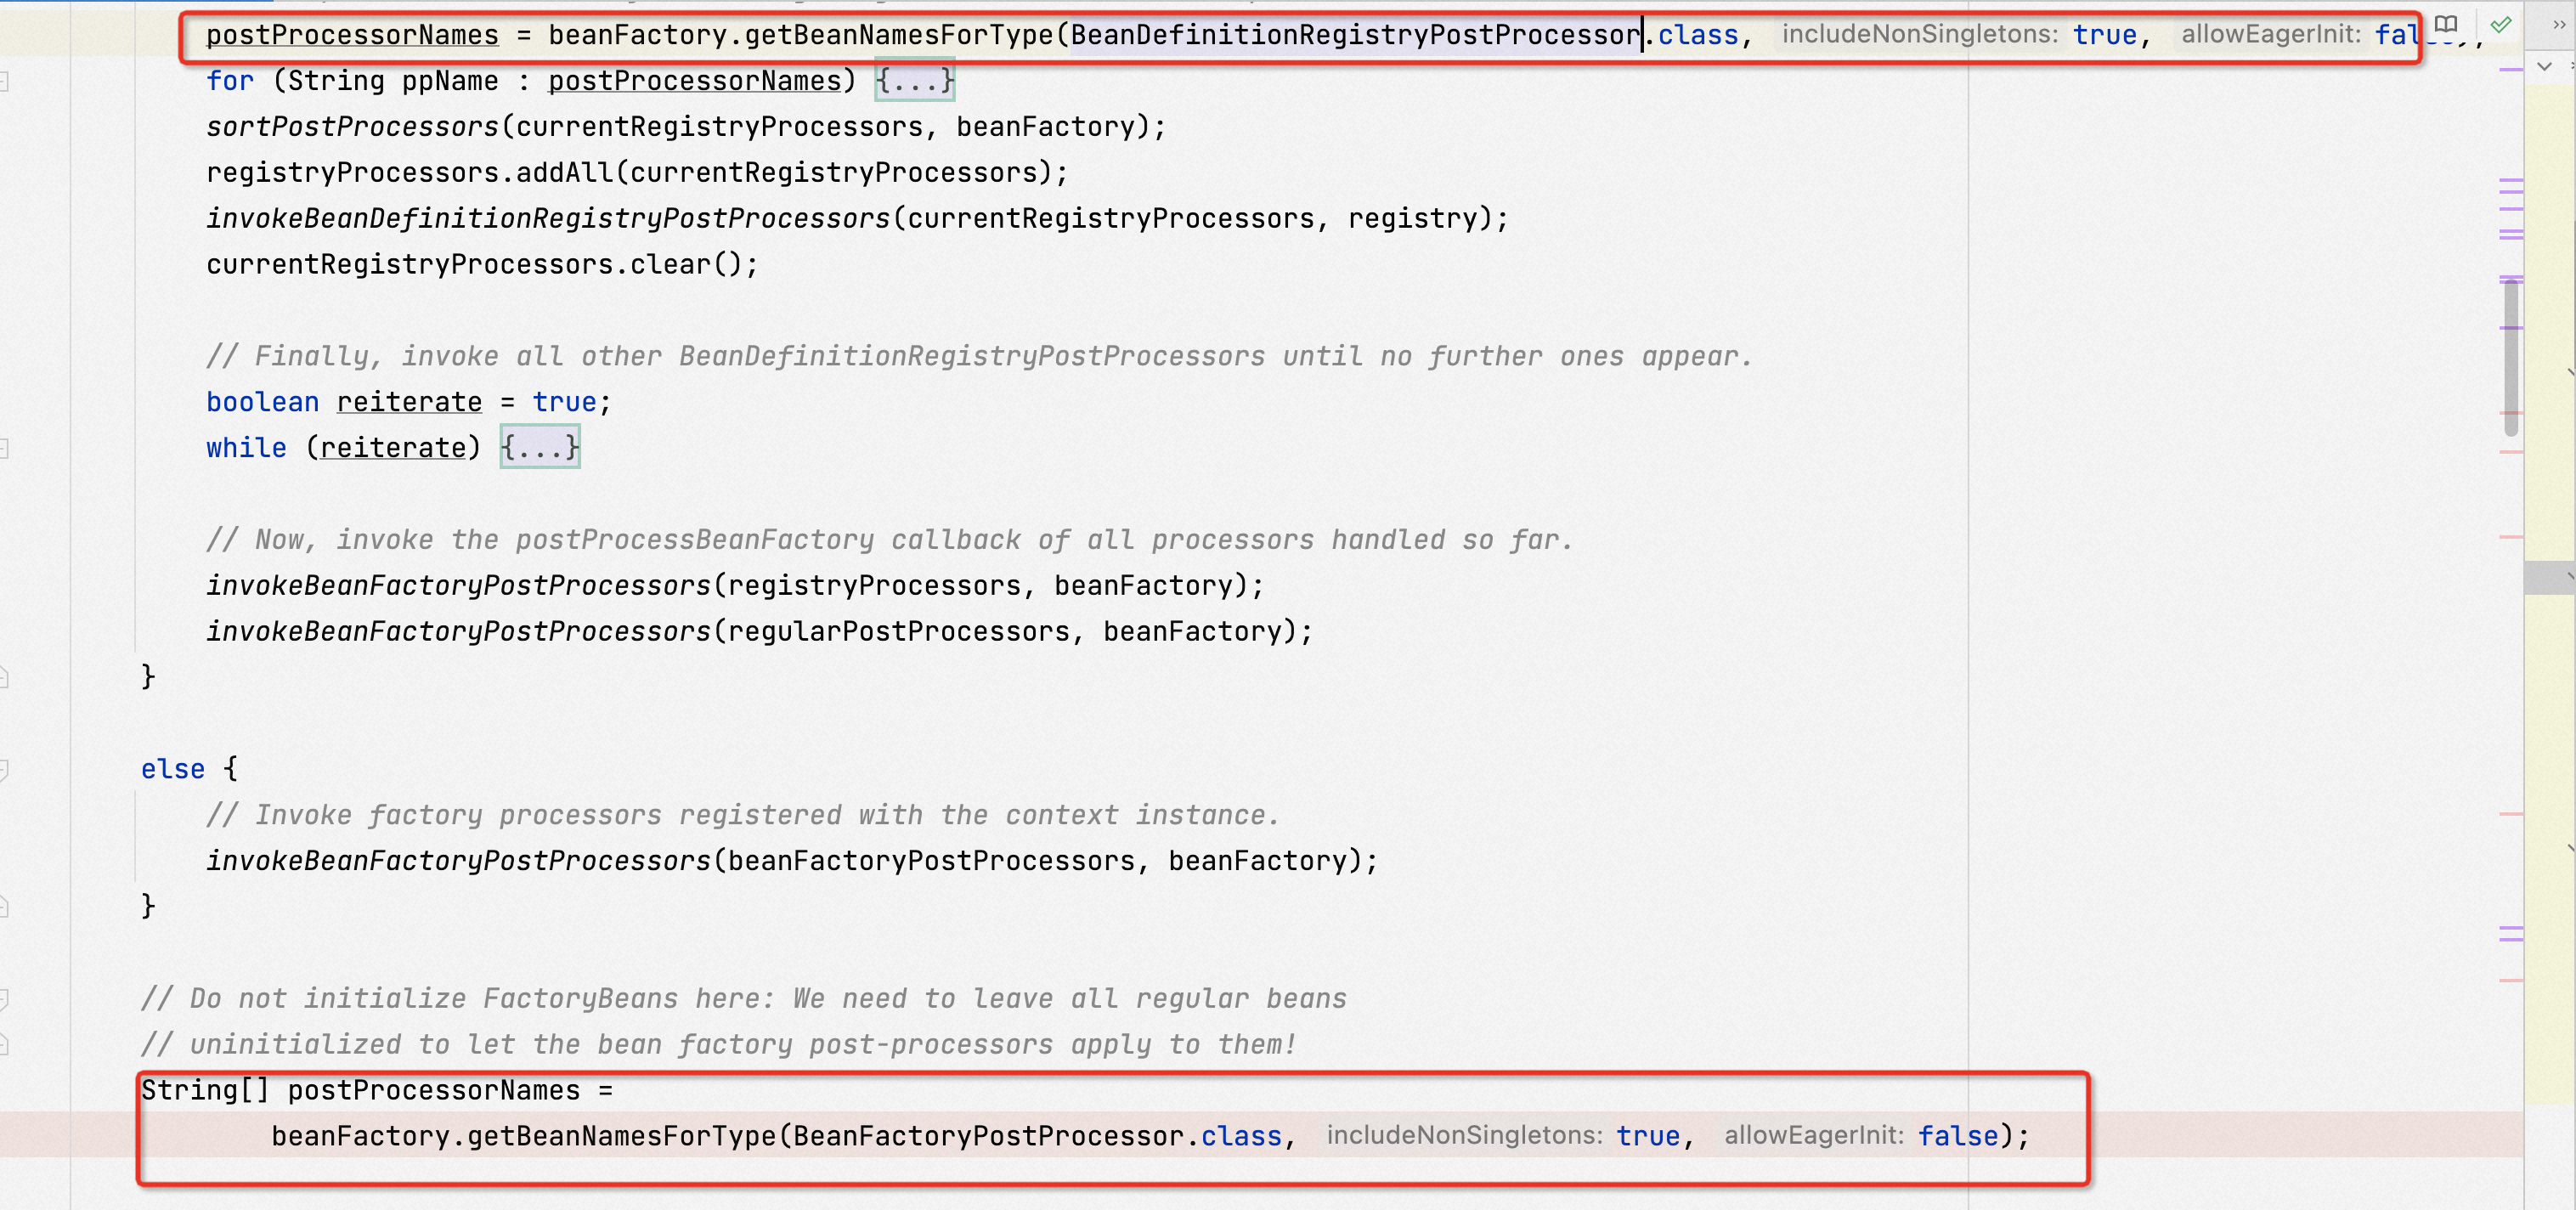 postProcessorNames = beanFactory.getBeanNamesForType(BeanDefinitionRegistryPostProcessor.class, includeNonSingletons: true, allowEagerInit:
for (String ppName : postProcessorNames) {...}
sortPostProcessors(currentRegistryProcessors, beanFactory);
registryProcessors.addAll(currentRegistryProcessors);
invokeBeanDefinitionRegistryPostProcessors(currentRegistryProcessors, registry);
currentRegistryProcessors.clear();
// Finally, invoke all other BeanDefinitionRegistryPostProcessors until no further ones appear.
boolean reiterate = true;
while (reiterate) {...}
// Now, invoke the postProcessBeanFactory callback of all processors handled so far.
invokeBeanFactoryPostProcessors(registryProcessors, beanFactory);
invokeBeanFactoryPostProcessors(regularPostProcessors, beanFactory);
}
else {
// Invoke factory processors registered with the context instance.
invokeBeanFactoryPostProcessors(beanFactoryPostProcessors, beanFactory);
}
// Do not initialize FactoryBeans here: We need to leave all regular beans
// uninitialized to let the bean factory post-processors apply to them!
String[] postProcessorNames =
beanFactory.getBeanNamesForType(BeanFactoryPostProcessor.class, includeNonSingletons: true, allowEagerInit: false);